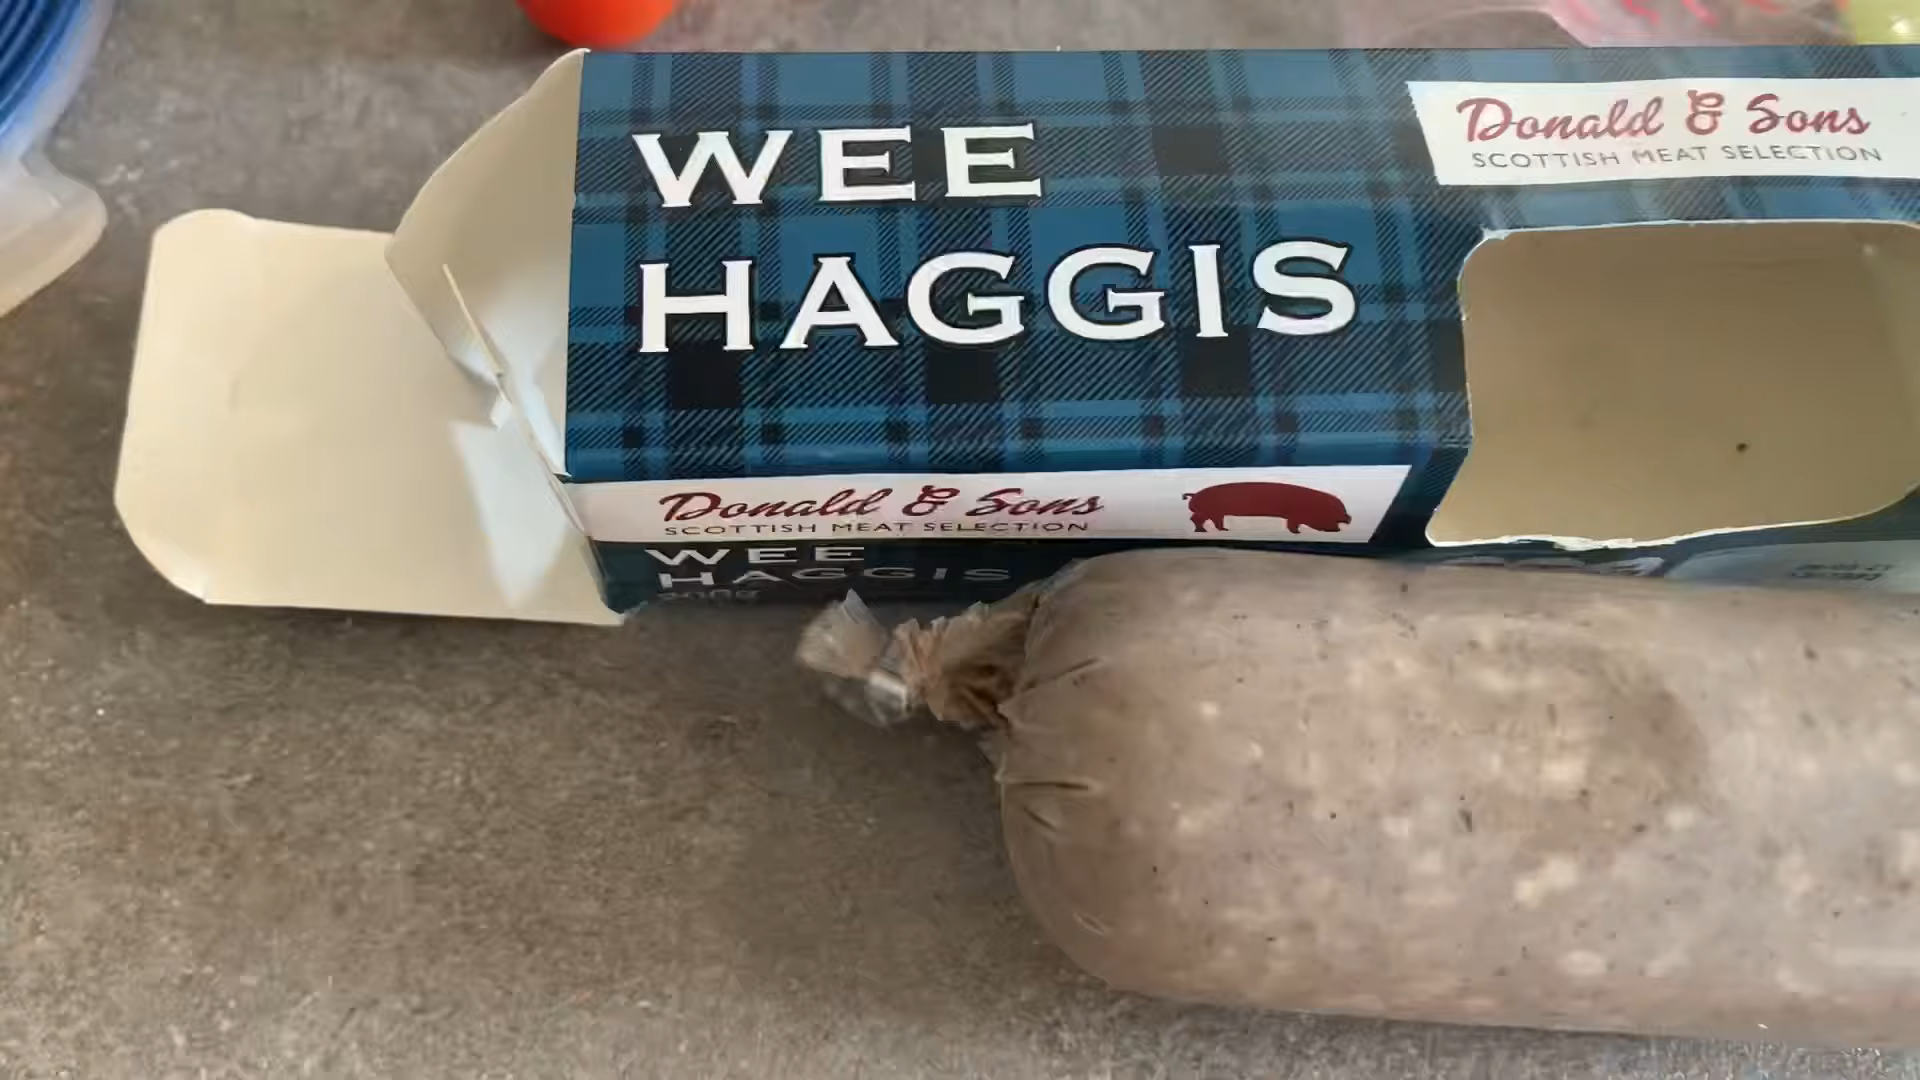 WEE
HAGGIS
Donald & Sons
SCOTTISH MEAT SELECTION
Donald & Sons
SCOTTISH MEAT SELECTION
WEE
HAGGIS